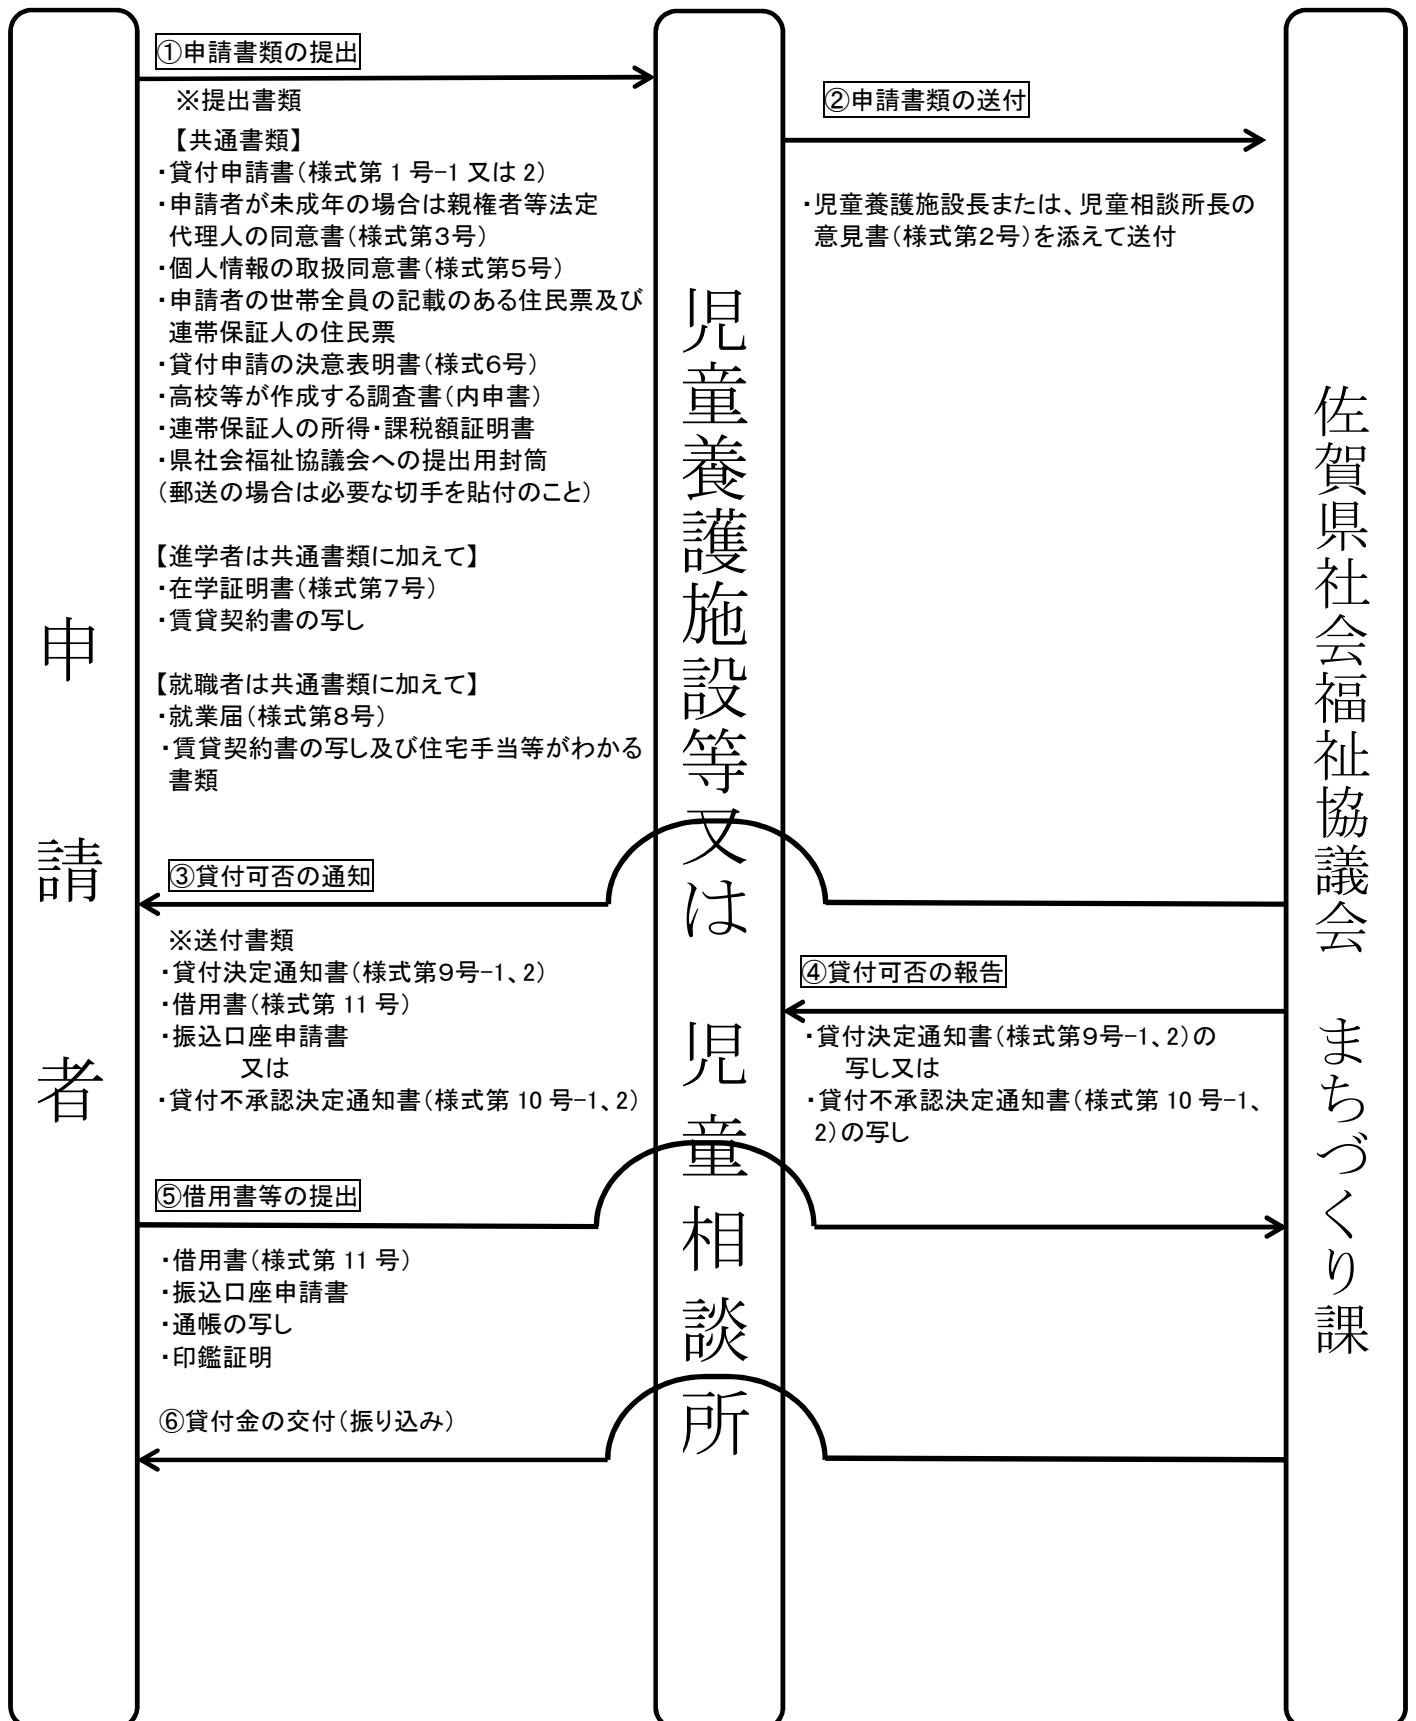 申請者
①申請書類の提出
※提出書類
【共通書類】
・貸付申請書(様式第1号-1又は2)
・申請者が未成年の場合は親権者等法定
代理人の同意書(様式第3号)
・個人情報の取扱同意書(様式第5号)
・申請者の世帯全員の記載のある住民票及び
連帯保証人の住民票
・貸付申請の決意表明書(様式6号)
・高校等が作成する調査書(内申書)
・連帯保証人の所得・課税額証明書
・県社会福祉協議会への提出用封筒
(郵送の場合は必要な切手を貼付のこと)
【進学者は共通書類に加えて】
・在学証明書(様式第7号)
・賃貸契約書の写し
【就職者は共通書類に加えて】
・就業届(様式第8号)
・賃貸契約書の写し及び住宅手当等がわかる
書類
児童養護施設等又は 児童相談所
②申請書類の送付
・児童養護施設長または、児童相談所長の
意見書(様式第2号)を添えて送付
佐賀県社会福祉協議会 まちづくり課
③貸付可否の通知
※送付書類
・貸付決定通知書(様式第9号-1、2)
・借用書(様式第 11 号)
・振込口座申請書
又は
・貸付不承認決定通知書(様式第 10 号-1、2)
④貸付可否の報告
・貸付決定通知書(様式第9号-1、2)の
写し又は
・貸付不承認決定通知書(様式第 10 号-1、
2)の写し
⑤借用書等の提出
・借用書(様式第 11 号)
・振込口座申請書
・通帳の写し
・印鑑証明
⑥貸付金の交付(振り込み)